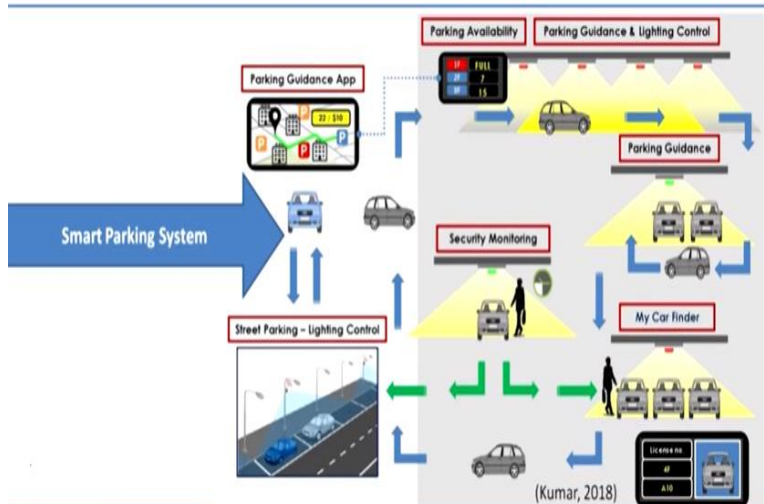 Parking Availability
Parking Guidance & Lighting Control
1F FULL
2F 7
3F 15
Parking Guidance App
22 / $10
P
P
P
P
Parking Guidance
Smart Parking System
Security Monitoring
My Car Finder
Street Parking – Lighting Control
License no
4F
A10
(Kumar, 2018)